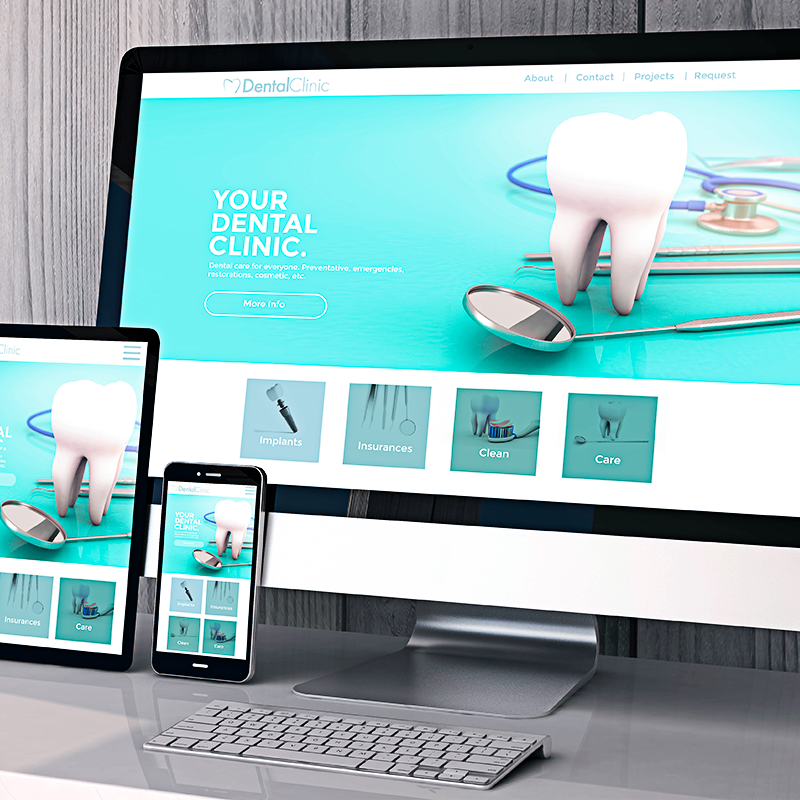 DentalClinic
About | Contact | Projects | Request
YOUR
DENTAL
CLINIC.
Dental care for everyone. Preventative, emergencies,
restorations, cosmetic, etc.
More Info
Implants
Insurances
Clean
Care
Clinic
AL
Insurances
Care
DentalClinic
YOUR
DENTAL
CLINIC.
Implants
Insurances
Clean
Care